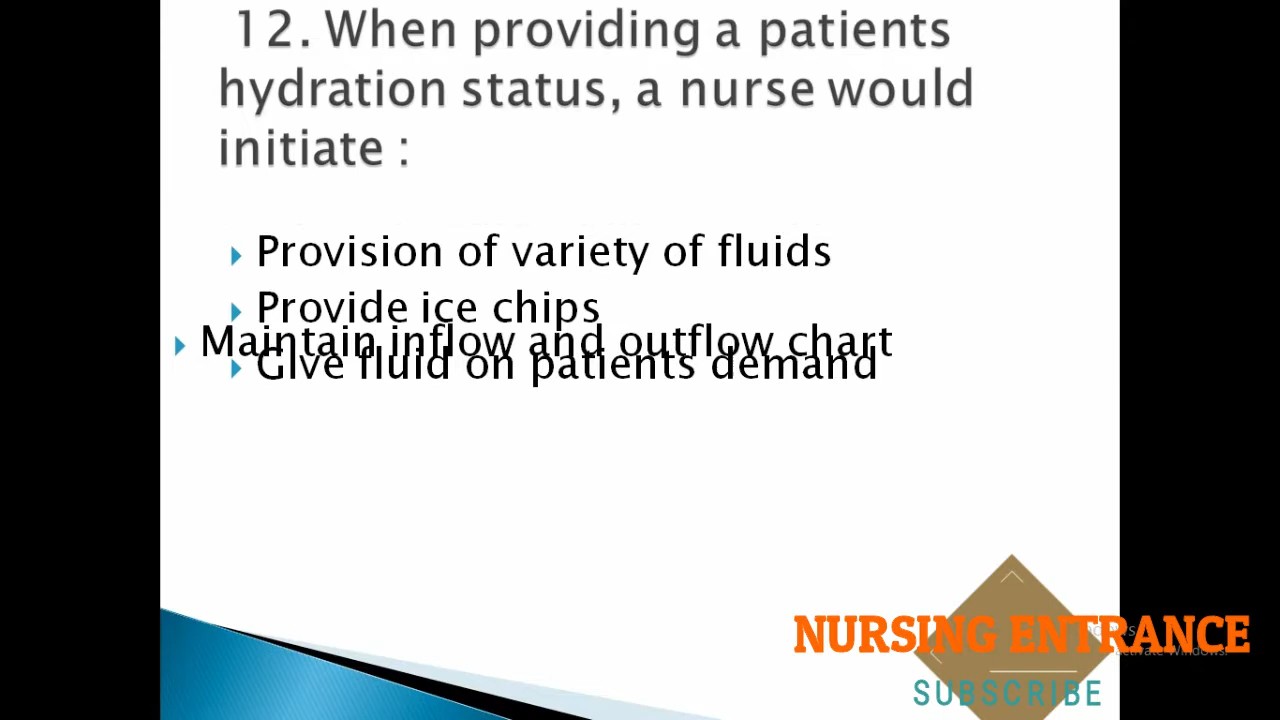 12. When providing a patients
hydration status, a nurse would
initiate :
Provision of variety of fluids
Provide ice chips
Maintain inflow and outflow chart
Give fluid on patients demand
NURSING ENTRANCE
SUBSCRIBE